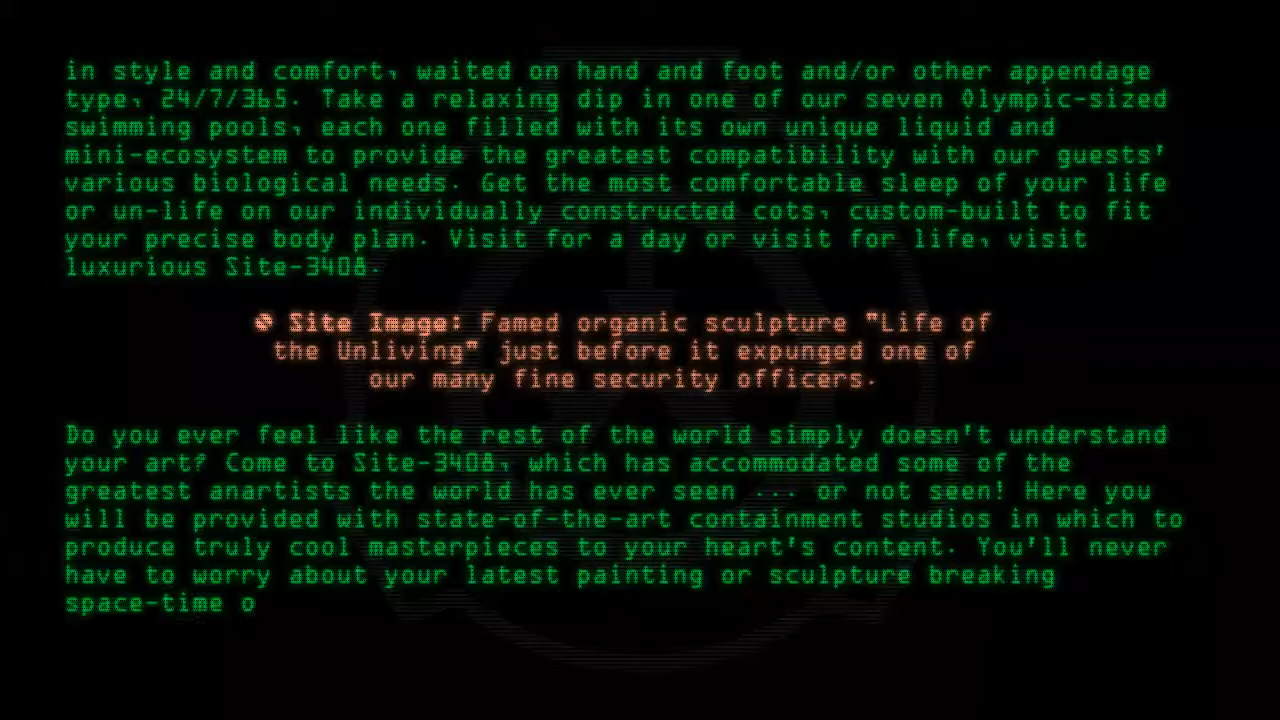 in style and comfort, waited on hand and foot and/or other appendage
type, 24/7/365. Take a relaxing dip in one of our seven Olympic-sized
swimming pools, each one filled with its own unique liquid and
mini-ecosystem to provide the greatest compatibility with our guests'
various biological needs. Get the most comfortable sleep of your life
or un-life on our individually constructed cots, custom-built to fit
your precise body plan. Visit for a day or visit for life, visit
luxurious Site-3408.
● Site Image: Famed organic sculpture "Life of
the Unliving" just before it expunged one of
our many fine security officers.
Do you ever feel like the rest of the world simply doesn't understand
your art? Come to Site-3408, which has accommodated some of the
greatest anartists the world has ever seen ... or not seen! Here you
will be provided with state-of-the-art containment studios in which to
produce truly cool masterpieces to your heart's content. You'll never
have to worry about your latest painting or sculpture breaking
space-time o